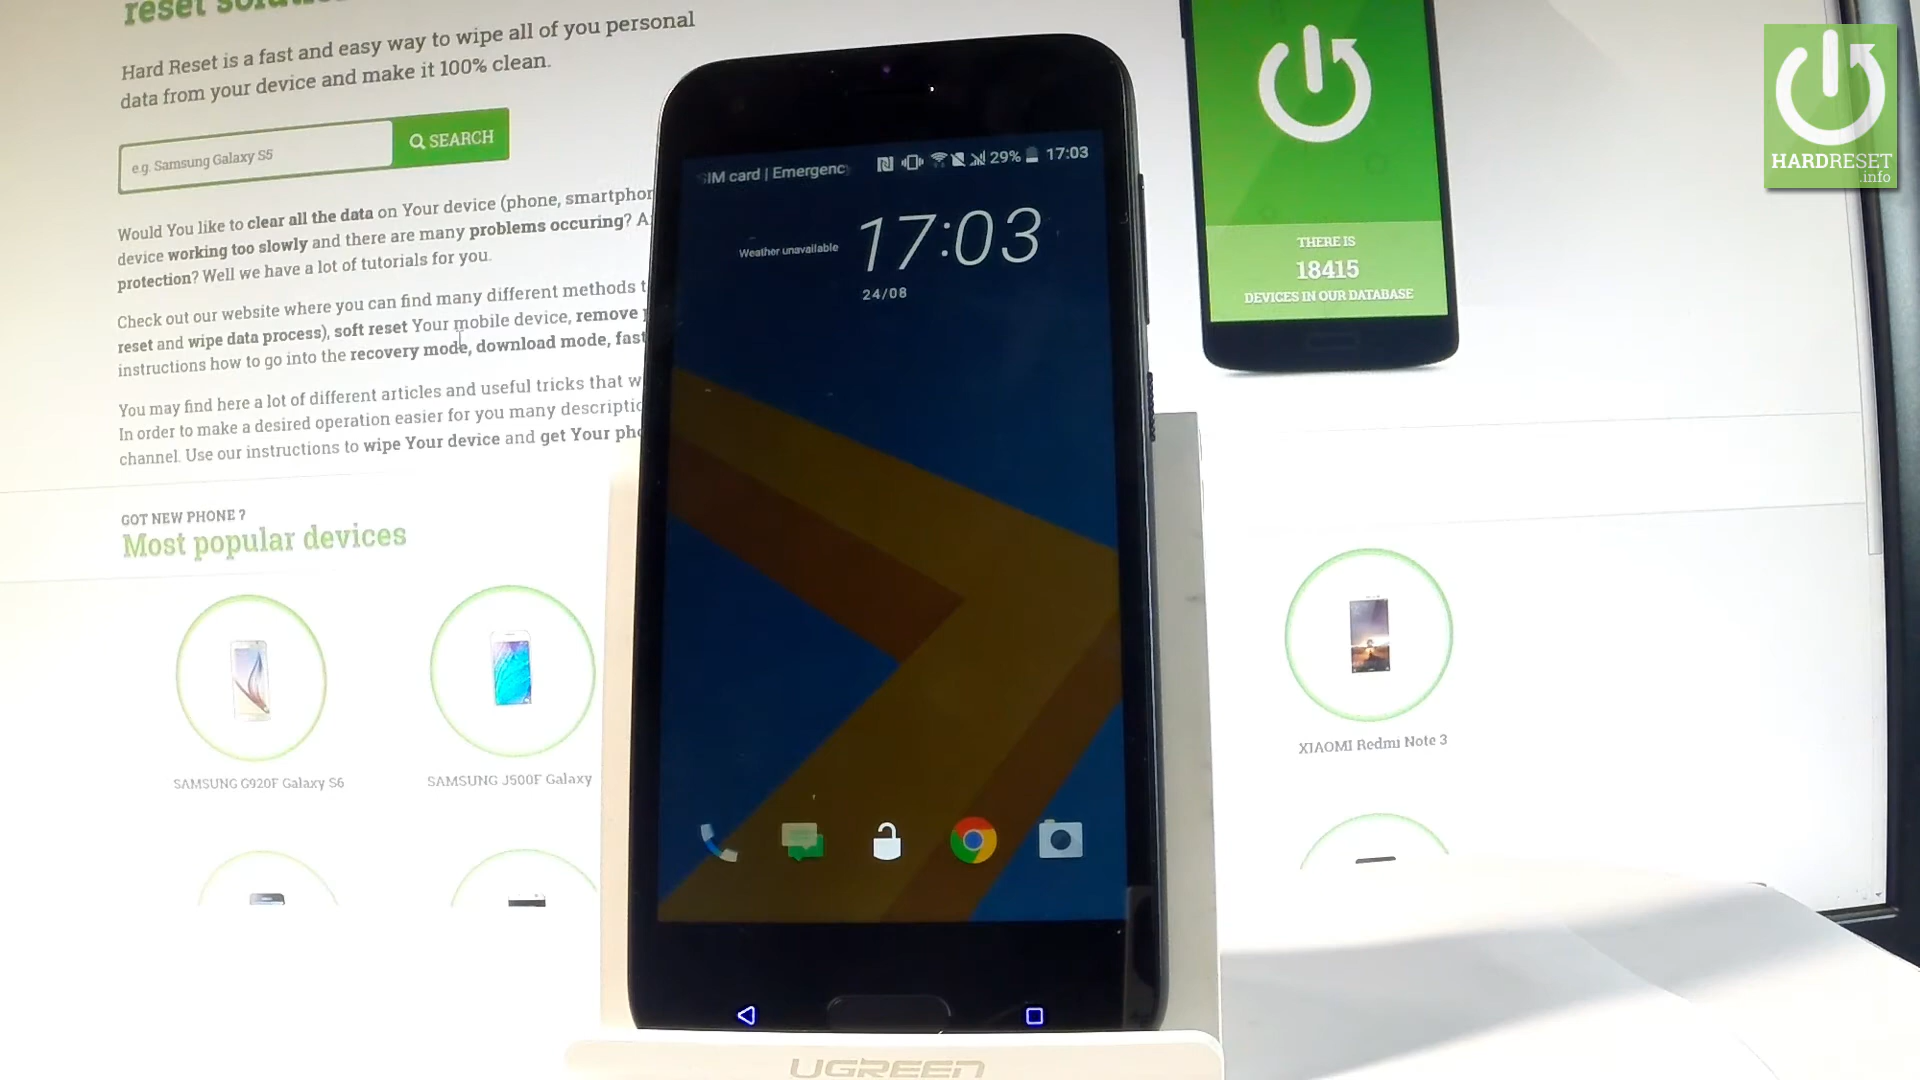 reset
Hard Reset is a fast and easy way to wipe all of you personal
data from your device and make it 100% clean.
e.g. Samsung Galaxy S5
SEARCH
Would You like to clear all the data on Your device (phone, smartphon
device working too slowly and there are many problems occuring? A
protection? Well we have a lot of tutorials for you.
Check out our website where you can find many different methods t
reset and wipe data process), soft reset Your mobile device, remove
instructions how to go into the recovery mode, download mode, fast
You may find here a lot of different articles and useful tricks that w
In order to make a desired operation easier for you many descriptio
channel. Use our instructions to wipe Your device and get Your pho
GOT NEW PHONE ?
Most popular devices
SAMSUNG G920F Galaxy S6
SAMSUNG J500F Galaxy
XIAOMI Redmi Note 3
THERE IS
18415
DEVICES IN OUR DATABASE
SIM card | Emergenc
29% 17:03
Weather unavailable
17:03
24/08
UGREEN
HARDRESET
.info